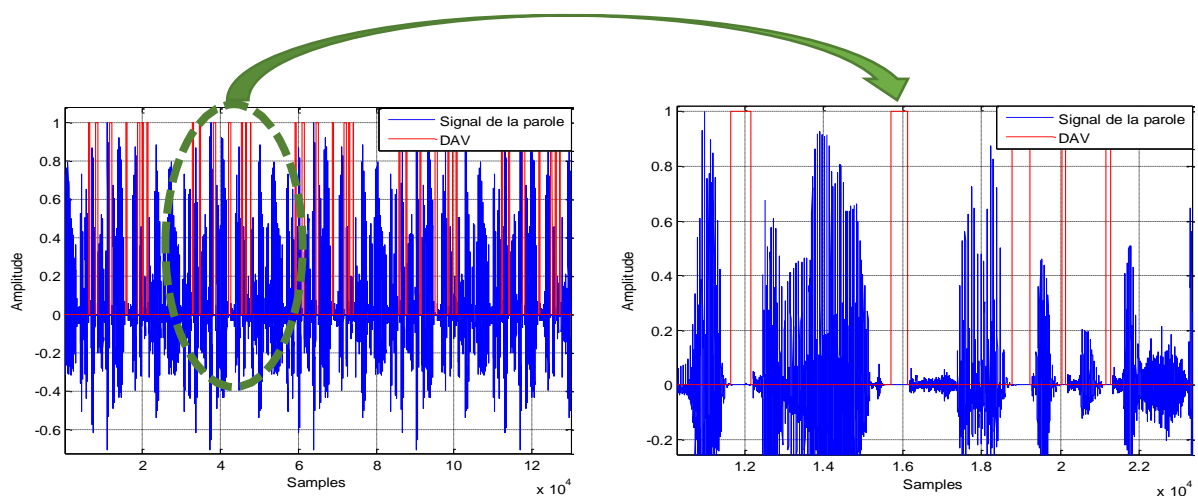 Signal de la parole
DAV
1
0.8
0.6
0.4
0.2
0
-0.2
-0.4
-0.6
Amplitude
2 4 6 8 10 12
Samples
x 10^4
Signal de la parole
DAV
1
0.8
0.6
0.4
0.2
0
-0.2
Amplitude
1.2 1.4 1.6 1.8 2 2.2
Samples
x 10^4